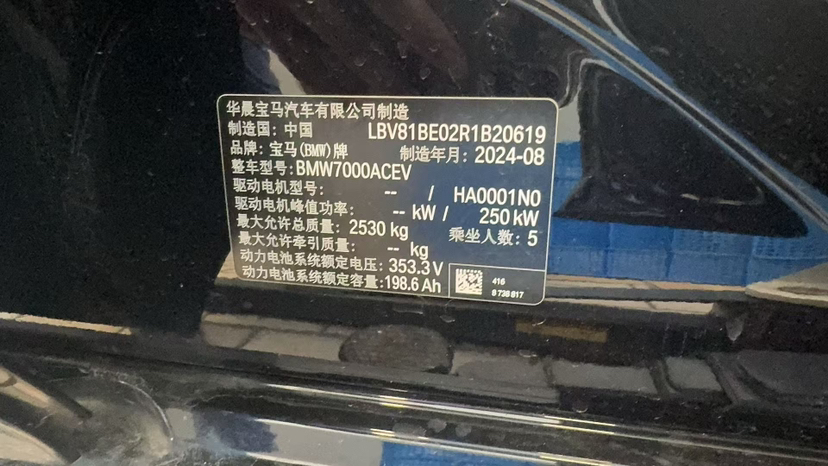 华晨宝马汽车有限公司制造
制造国: 中国 LBV81BE02R1B20619
品牌: 宝马(BMW)牌 制造年月: 2024-08
整车型号: BMW7000ACEV
驱动电机型号: -- / HA0001N0
驱动电机峰值功率: -- kW / 250 kW
最大允许总质量: 2530 kg 乘坐人数: 5
最大允许牵引质量: -- kg
动力电池系统额定电压: 353.3 V
动力电池系统额定容量: 198.6 Ah
416
9 738 817